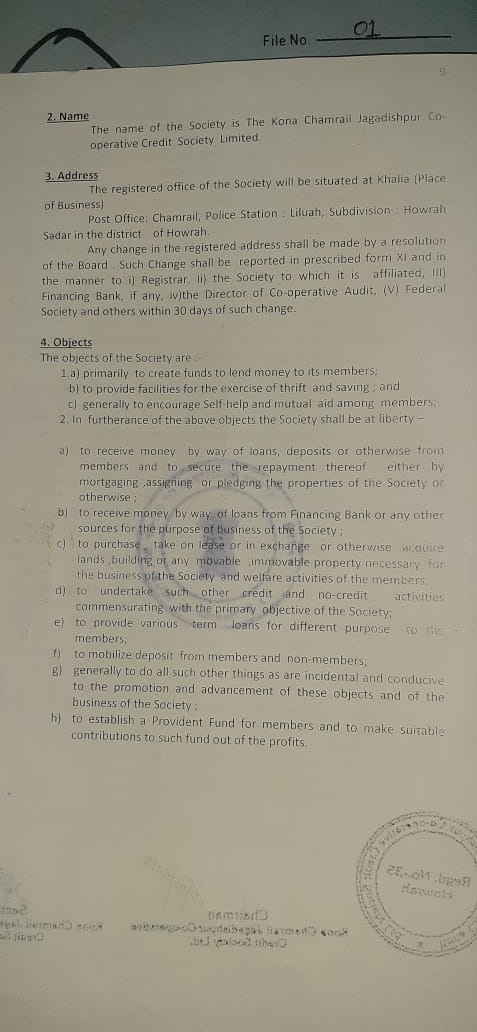 File No. 01
9
2. Name
The name of the Society is The Kona Chamrail Jagadishpur Co-
operative Credit Society Limited.
3. Address
The registered office of the Society will be situated at Khalia (Place
of Business)
Post Office: Chamrail, Police Station : Liluah, Subdivision : Howrah
Sadar in the district of Howrah.
Any change in the registered address shall be made by a resolution
of the Board . Such Change shall be reported in prescribed form XI and in
the manner to i) Registrar. Ii) the Society to which it is affiliated, III)
Financing Bank, if any, iv)the Director of Co-operative Audit, (V) Federal
Society and others within 30 days of such change.
4. Objects
The objects of the Society are :-
1.a) primarily to create funds to lend money to its members;
b) to provide facilities for the exercise of thrift and saving ; and
c) generally to encourage Self-help and mutual aid among members;
2. In furtherance of the above objects the Society shall be at liberty –
a) to receive money by way of loans, deposits or otherwise from
members and to secure the repayment thereof either by
mortgaging ,assigning or pledging the properties of the Society or
otherwise ;
b) to receive money by way of loans from Financing Bank or any other
sources for the purpose of business of the Society ;
c) to purchase , take on lease or in exchange or otherwise acquire
lands ,building or any movable ,immovable property necessary for
the business of the Society and welfare activities of the members;
d) to undertake such other credit and no-credit activities
commensurating with the primary objective of the Society;
e) to provide various term loans for different purpose to the -
members;
f) to mobilize deposit from members and non-members;
g) generally to do all such other things as are incidental and conducive
to the promotion and advancement of these objects and of the
business of the Society ;
h) to establish a Provident Fund for members and to make suitable
contributions to such fund out of the profits.
Regd. No-35
Howrah
Chairman
Kona Chamrail Jagadishpur Co-operative
Credit Society Ltd.